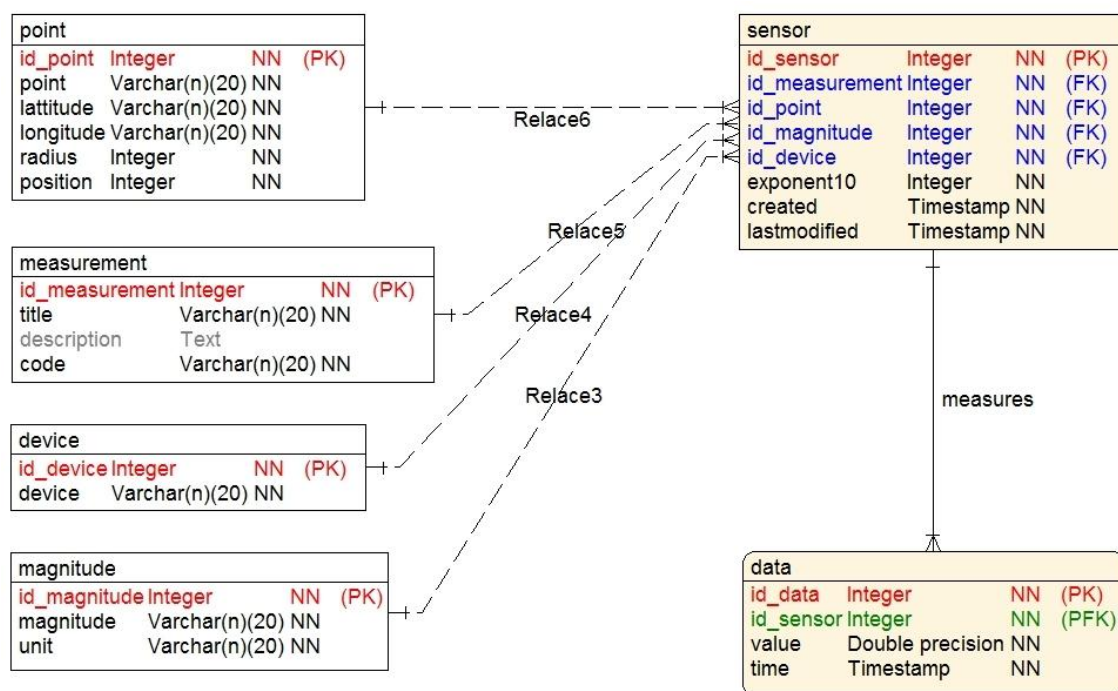 point
id_point Integer NN (PK)
point Varchar(n)(20) NN
lattitude Varchar(n)(20) NN
longitude Varchar(n)(20) NN
radius Integer NN
position Integer NN
measurement
id_measurement Integer NN (PK)
title Varchar(n)(20) NN
description Text
code Varchar(n)(20) NN
device
id_device Integer NN (PK)
device Varchar(n)(20) NN
magnitude
id_magnitude Integer NN (PK)
magnitude Varchar(n)(20) NN
unit Varchar(n)(20) NN
Relace6
Relace5
Relace4
Relace3
sensor
id_sensor Integer NN (PK)
id_measurement Integer NN (FK)
id_point Integer NN (FK)
id_magnitude Integer NN (FK)
id_device Integer NN (FK)
exponent10 Integer NN
created Timestamp NN
lastmodified Timestamp NN
measures
data
id_data Integer NN (PK)
id_sensor Integer NN (PFK)
value Double precision NN
time Timestamp NN